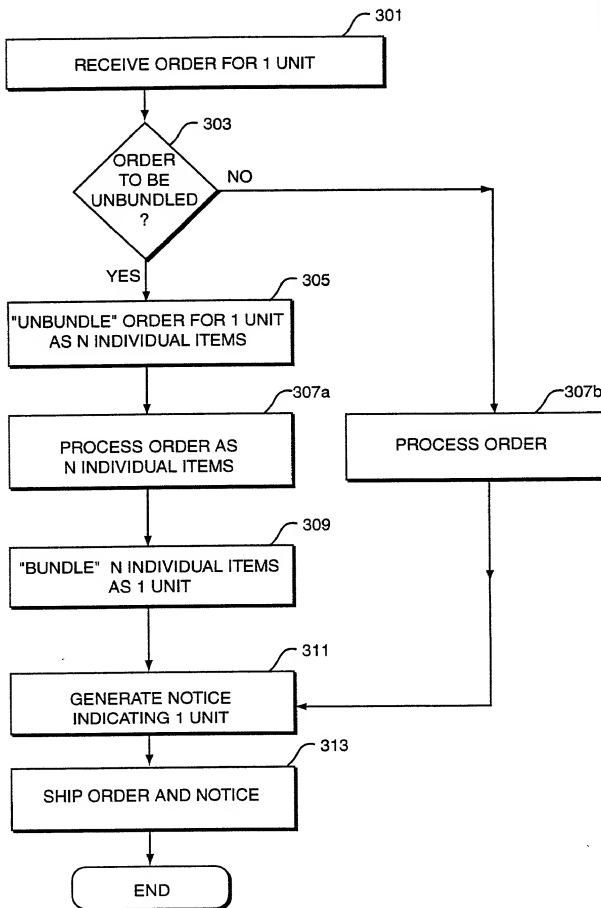 301
RECEIVE ORDER FOR 1 UNIT
303
ORDER
TO BE
UNBUNDLED
?
NO
YES
305
"UNBUNDLE" ORDER FOR 1 UNIT
AS N INDIVIDUAL ITEMS
307a
PROCESS ORDER AS
N INDIVIDUAL ITEMS
307b
PROCESS ORDER
309
"BUNDLE" N INDIVIDUAL ITEMS
AS 1 UNIT
311
GENERATE NOTICE
INDICATING 1 UNIT
313
SHIP ORDER AND NOTICE
END